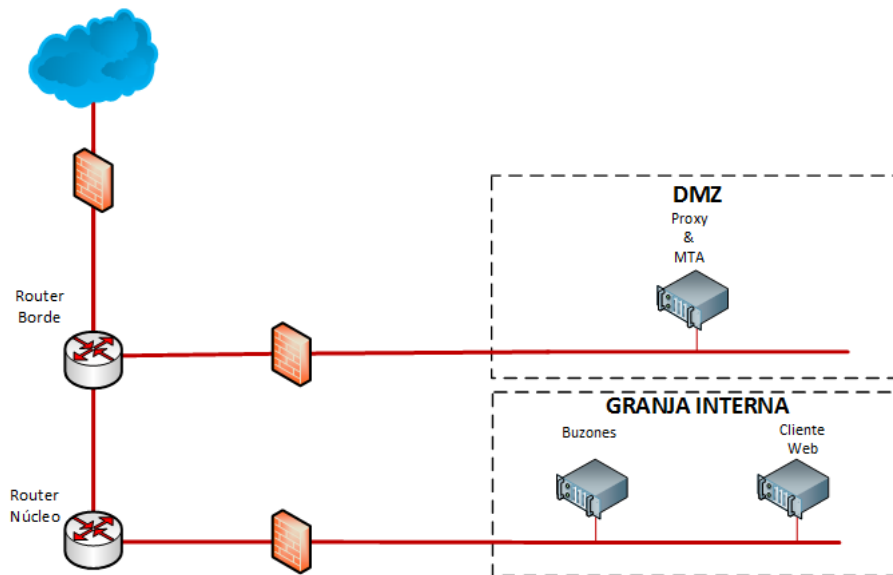 DMZ
Proxy
&
MTA
Router
Borde
GRANJA INTERNA
Buzones
Cliente
Web
Router
Núcleo